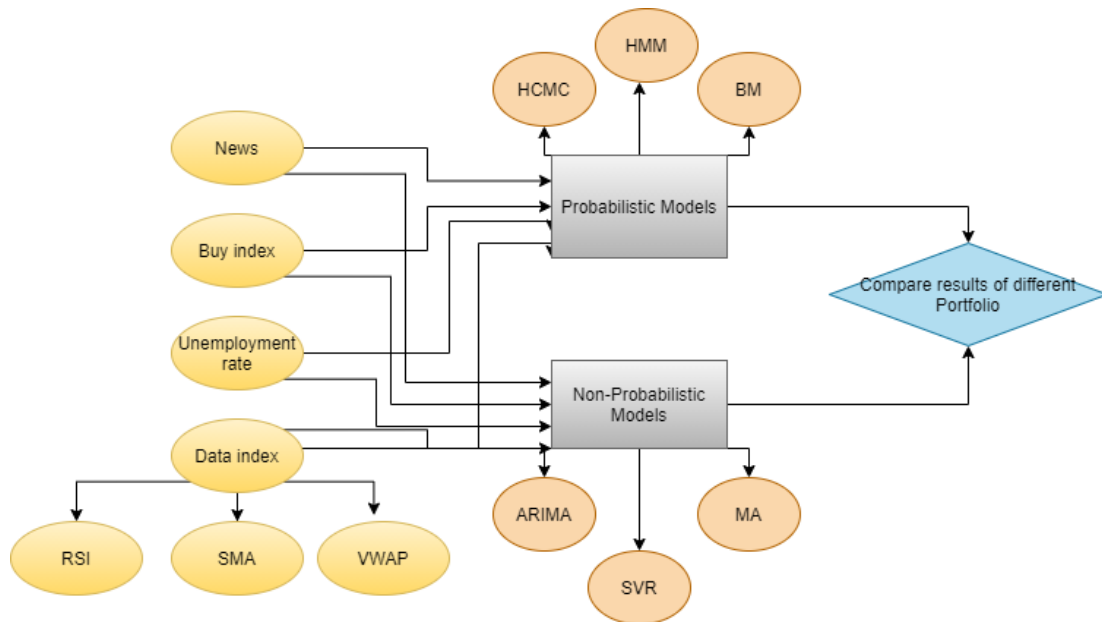 HMM
HCMC
BM
News
Probabilistic Models
Buy index
Compare results of different
Portfolio
Unemployment
rate
Non-Probabilistic
Models
Data index
ARIMA
MA
RSI
SMA
VWAP
SVR